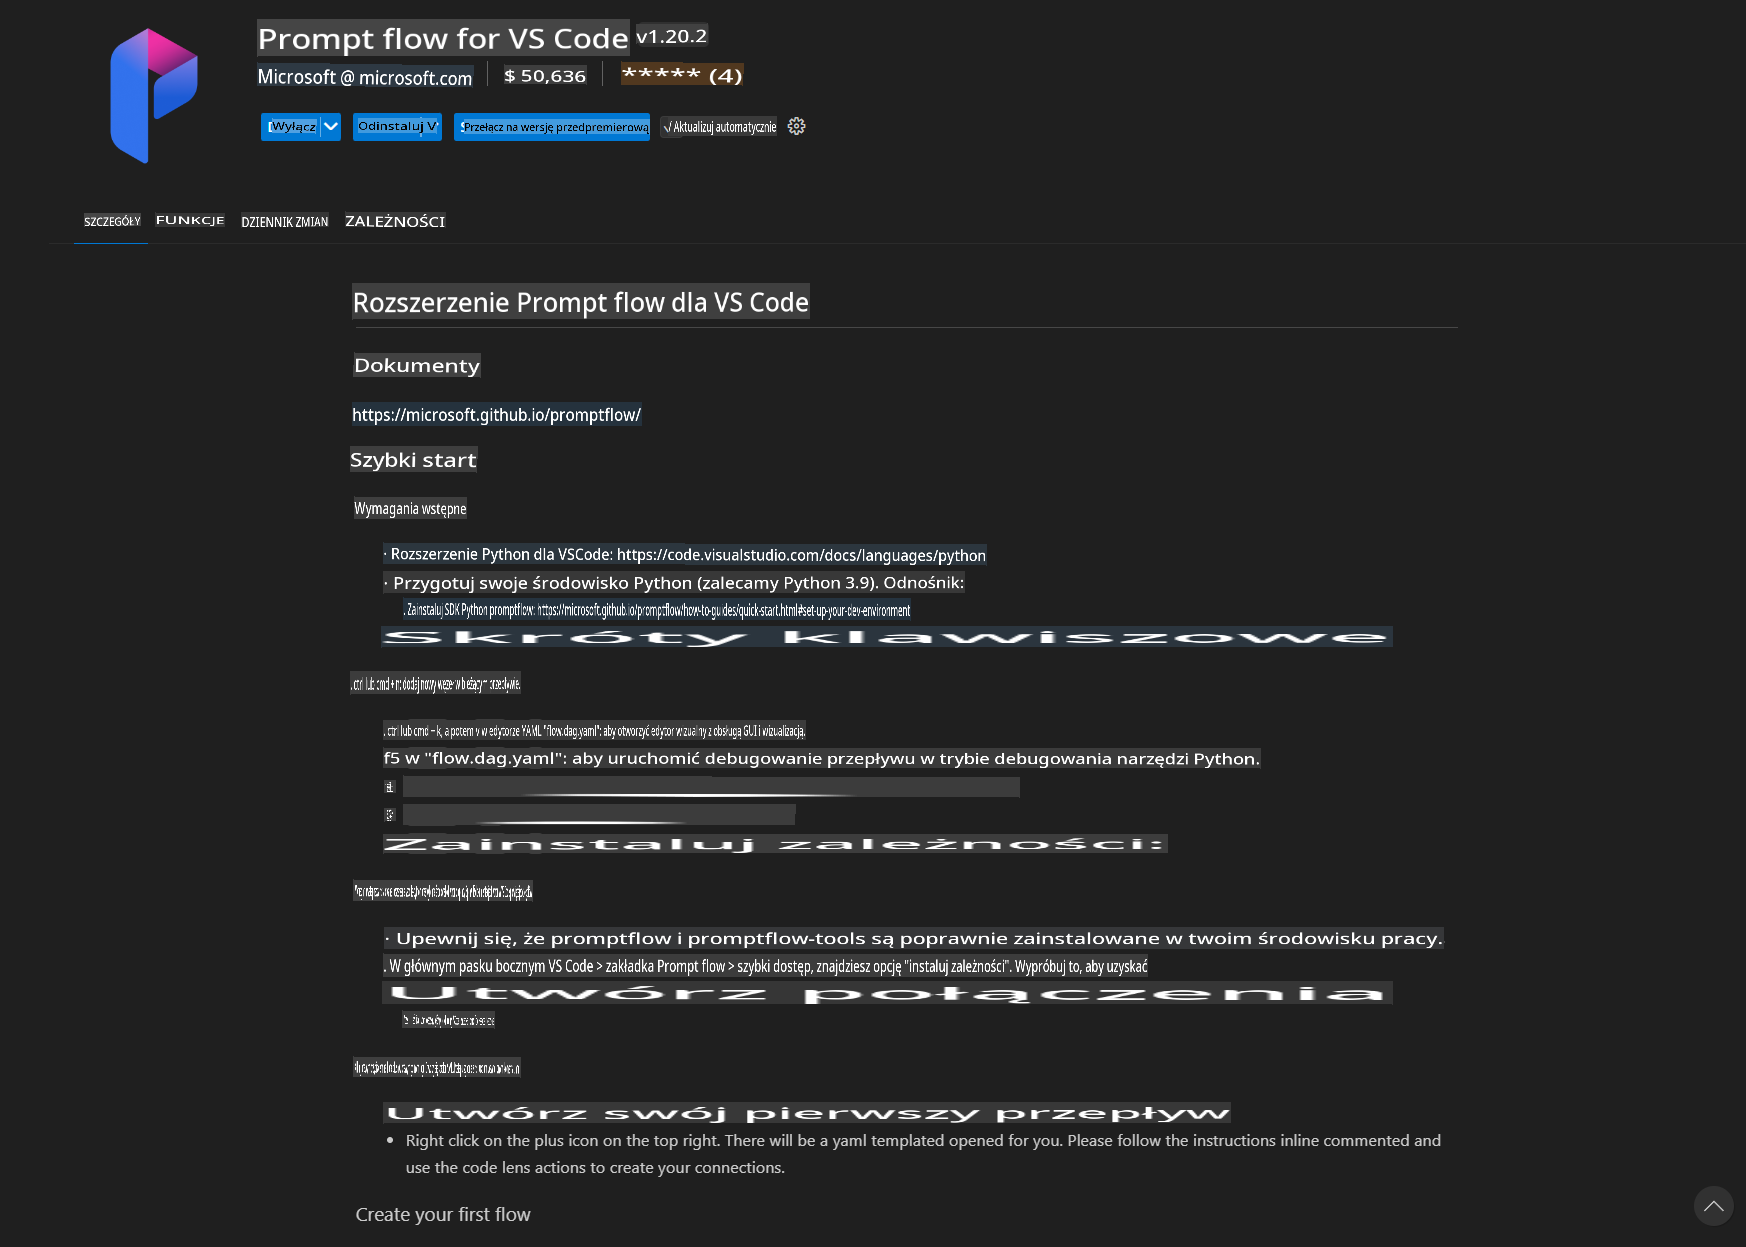 Prompt flow for VS Code v1.20.2
Microsoft @ microsoft.com $ 50,636 ***** (4)
Wyłącz Odinstaluj V Przełącz na wersję przedpremierową √ Aktualizuj automatycznie
SZCZEGÓŁY FUNKCJE DZIENNIK ZMIAN ZALEŻNOŚCI
Rozszerzenie Prompt flow dla VS Code
Dokumenty
https://microsoft.github.io/promptflow/
Szybki start
Wymagania wstępne
· Rozszerzenie Python dla VSCode: https://code.visualstudio.com/docs/languages/python
· Przygotuj swoje środowisko Python (zalecamy Python 3.9). Odnośnik:
. Zainstaluj SDK Python promptflow: https://microsoft.github.io/promptflow/how-to-guides/quick-start.html#set-up-your-dev-environment
Skróty klawiszowe
. ctrl lub cmd + n: dodaj nowy węzeł w bieżącym przepływie.
. ctrl lub cmd + k, a potem v w edytorze YAML "flow.dag.yaml": aby otworzyć edytor wizualny z obsługą GUI i wizualizacją.
f5 w "flow.dag.yaml": aby uruchomić debugowanie przepływu w trybie debugowania narzędzi Python.
Zainstaluj zależności:
· Upewnij się, że promptflow i promptflow-tools są poprawnie zainstalowane w twoim środowisku pracy.
. W głównym pasku bocznym VS Code > zakładka Prompt flow > szybki dostęp, znajdziesz opcję "instaluj zależności". Wypróbuj to, aby uzyskać
Utwórz połączenia
Utwórz swój pierwszy przepływ
• Right click on the plus icon on the top right. There will be a yaml templated opened for you. Please follow the instructions inline commented and
use the code lens actions to create your connections.
Create your first flow